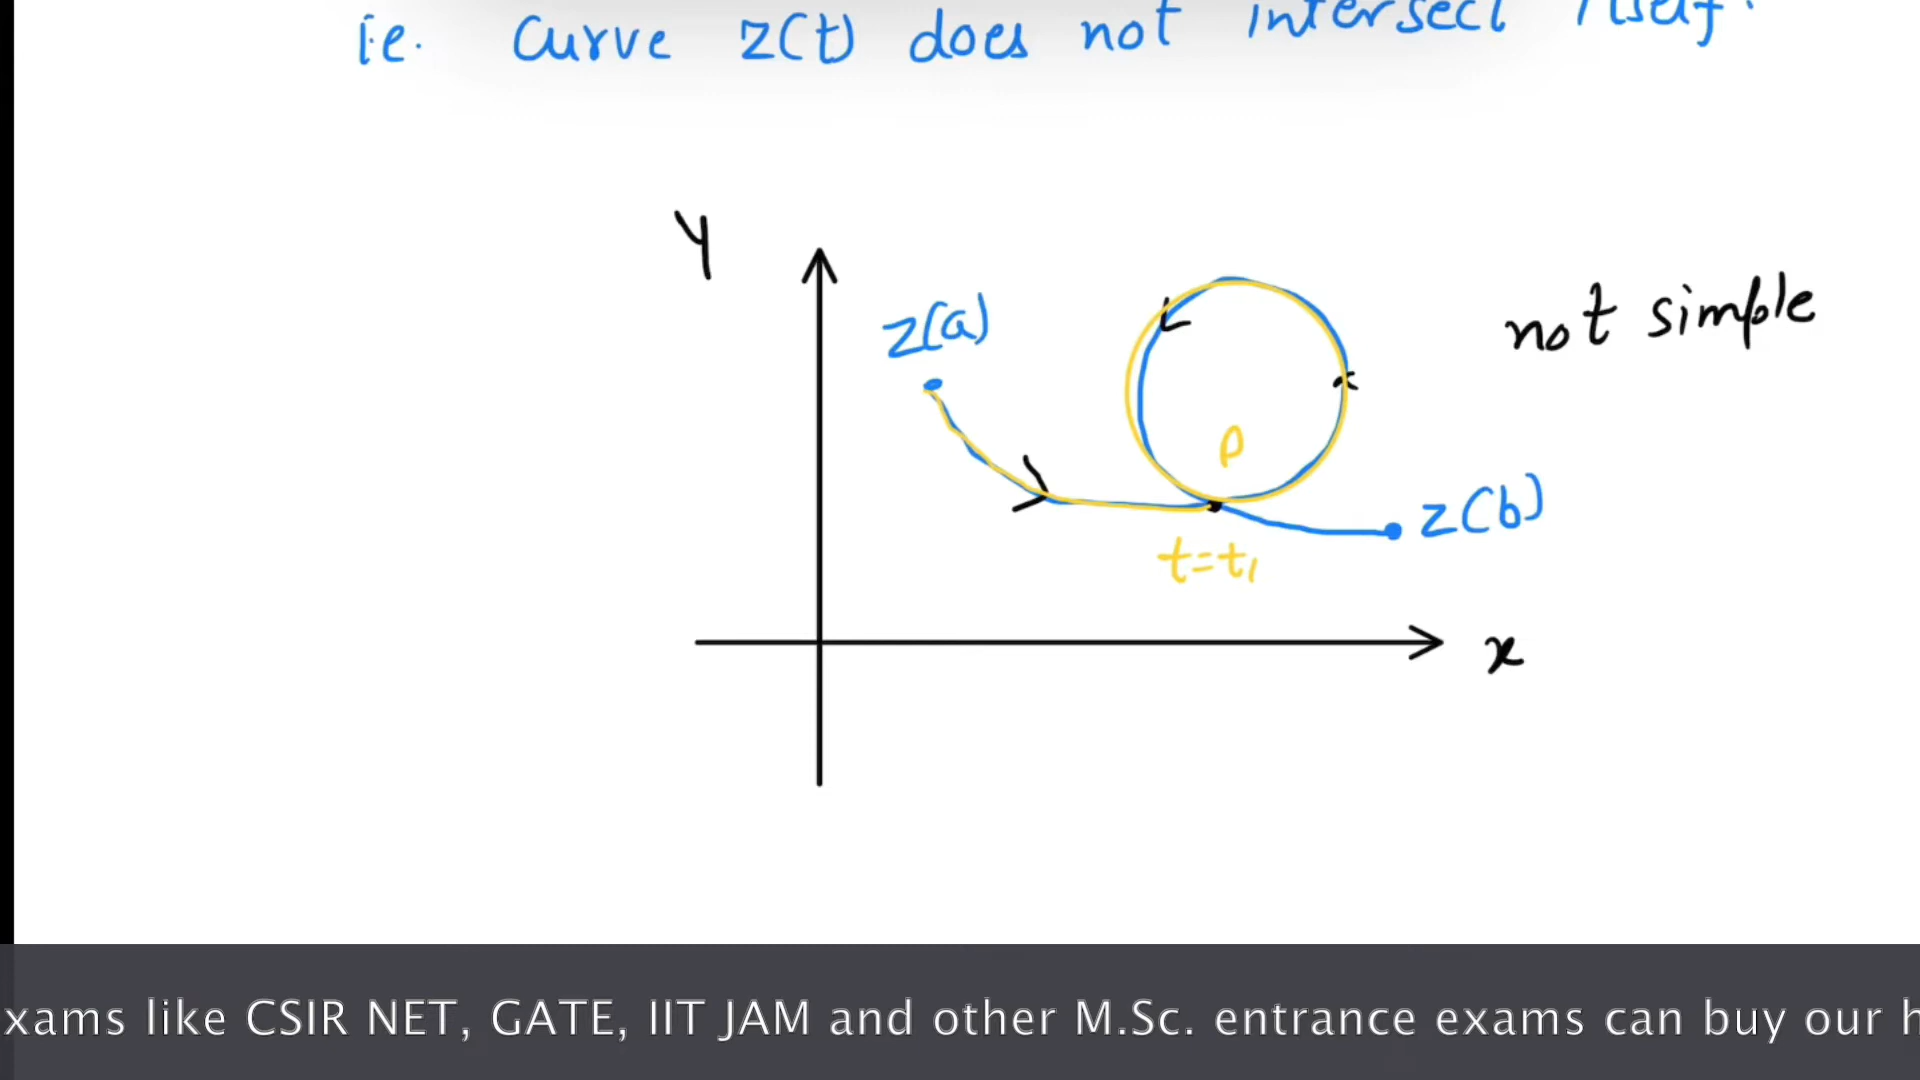 i.e. Curve z(t) does not intersect itself.
Y
z(a)
not simple
P
z(b)
t=t₁
x
xams like CSIR NET, GATE, IIT JAM and other M.Sc. entrance exams can buy our h